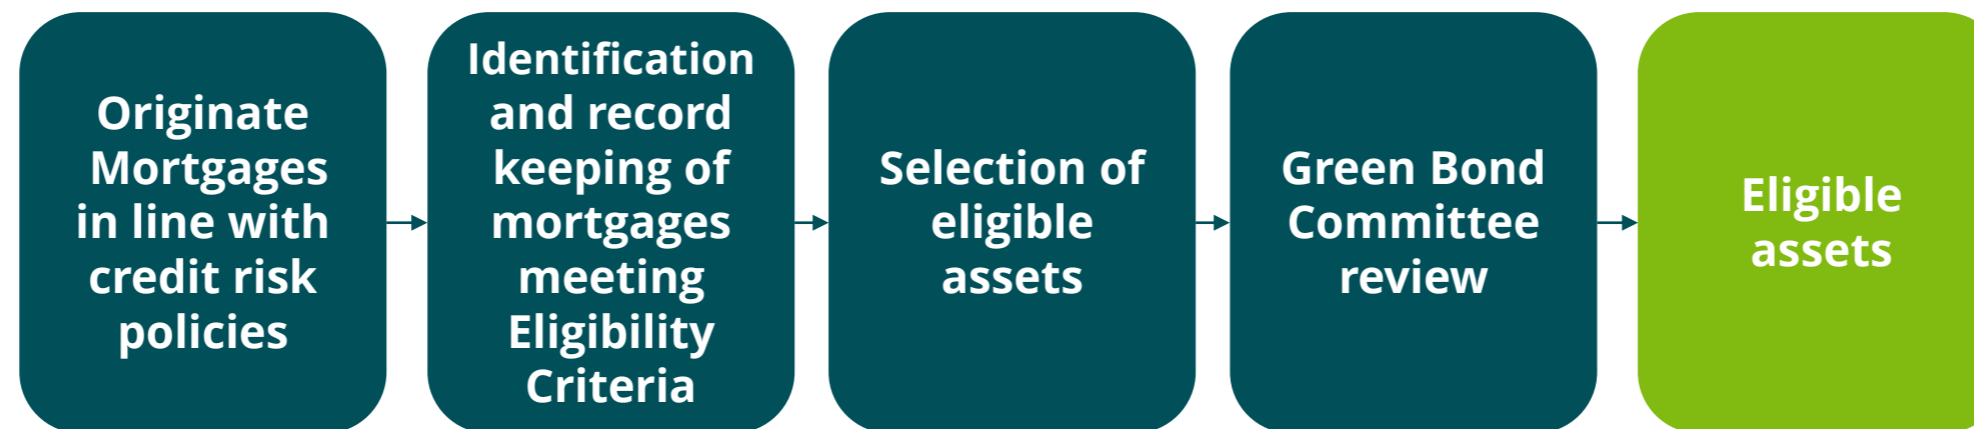 Originate
Mortgages
in line with
credit risk
policies
Identification
and record
keeping of
mortgages
meeting
Eligibility
Criteria
Selection of
eligible
assets
Green Bond
Committee
review
Eligible
assets